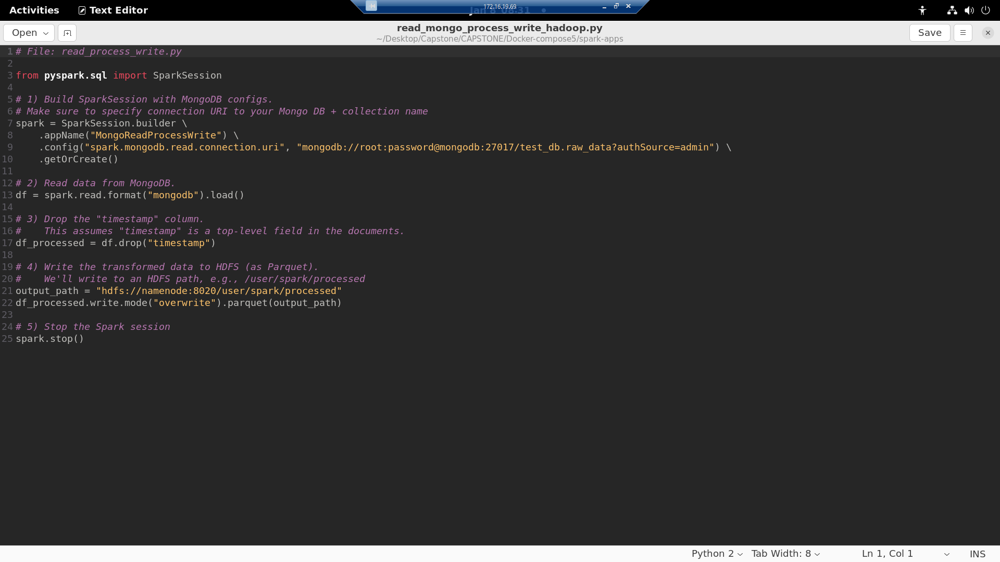 Activities Text Editor 172.16.19.69 Jan 8 08:31
Open read_mongo_process_write_hadoop.py Save
~/Desktop/Capstone/CAPSTONE/Docker-compose5/spark-apps
1 # File: read_process_write.py
2
3 from pyspark.sql import SparkSession
4
5 # 1) Build SparkSession with MongoDB configs.
6 # Make sure to specify connection URI to your Mongo DB + collection name
7 spark = SparkSession.builder \
8     .appName("MongoReadProcessWrite") \
9     .config("spark.mongodb.read.connection.uri", "mongodb://root:password@mongodb:27017/test_db.raw_data?authSource=admin") \
10     .getOrCreate()
11
12 # 2) Read data from MongoDB.
13 df = spark.read.format("mongodb").load()
14
15 # 3) Drop the "timestamp" column.
16 #    This assumes "timestamp" is a top-level field in the documents.
17 df_processed = df.drop("timestamp")
18
19 # 4) Write the transformed data to HDFS (as Parquet).
20 #    We'll write to an HDFS path, e.g., /user/spark/processed
21 output_path = "hdfs://namenode:8020/user/spark/processed"
22 df_processed.write.mode("overwrite").parquet(output_path)
23
24 # 5) Stop the Spark session
25 spark.stop()
Python 2 Tab Width: 8 Ln 1, Col 1 INS